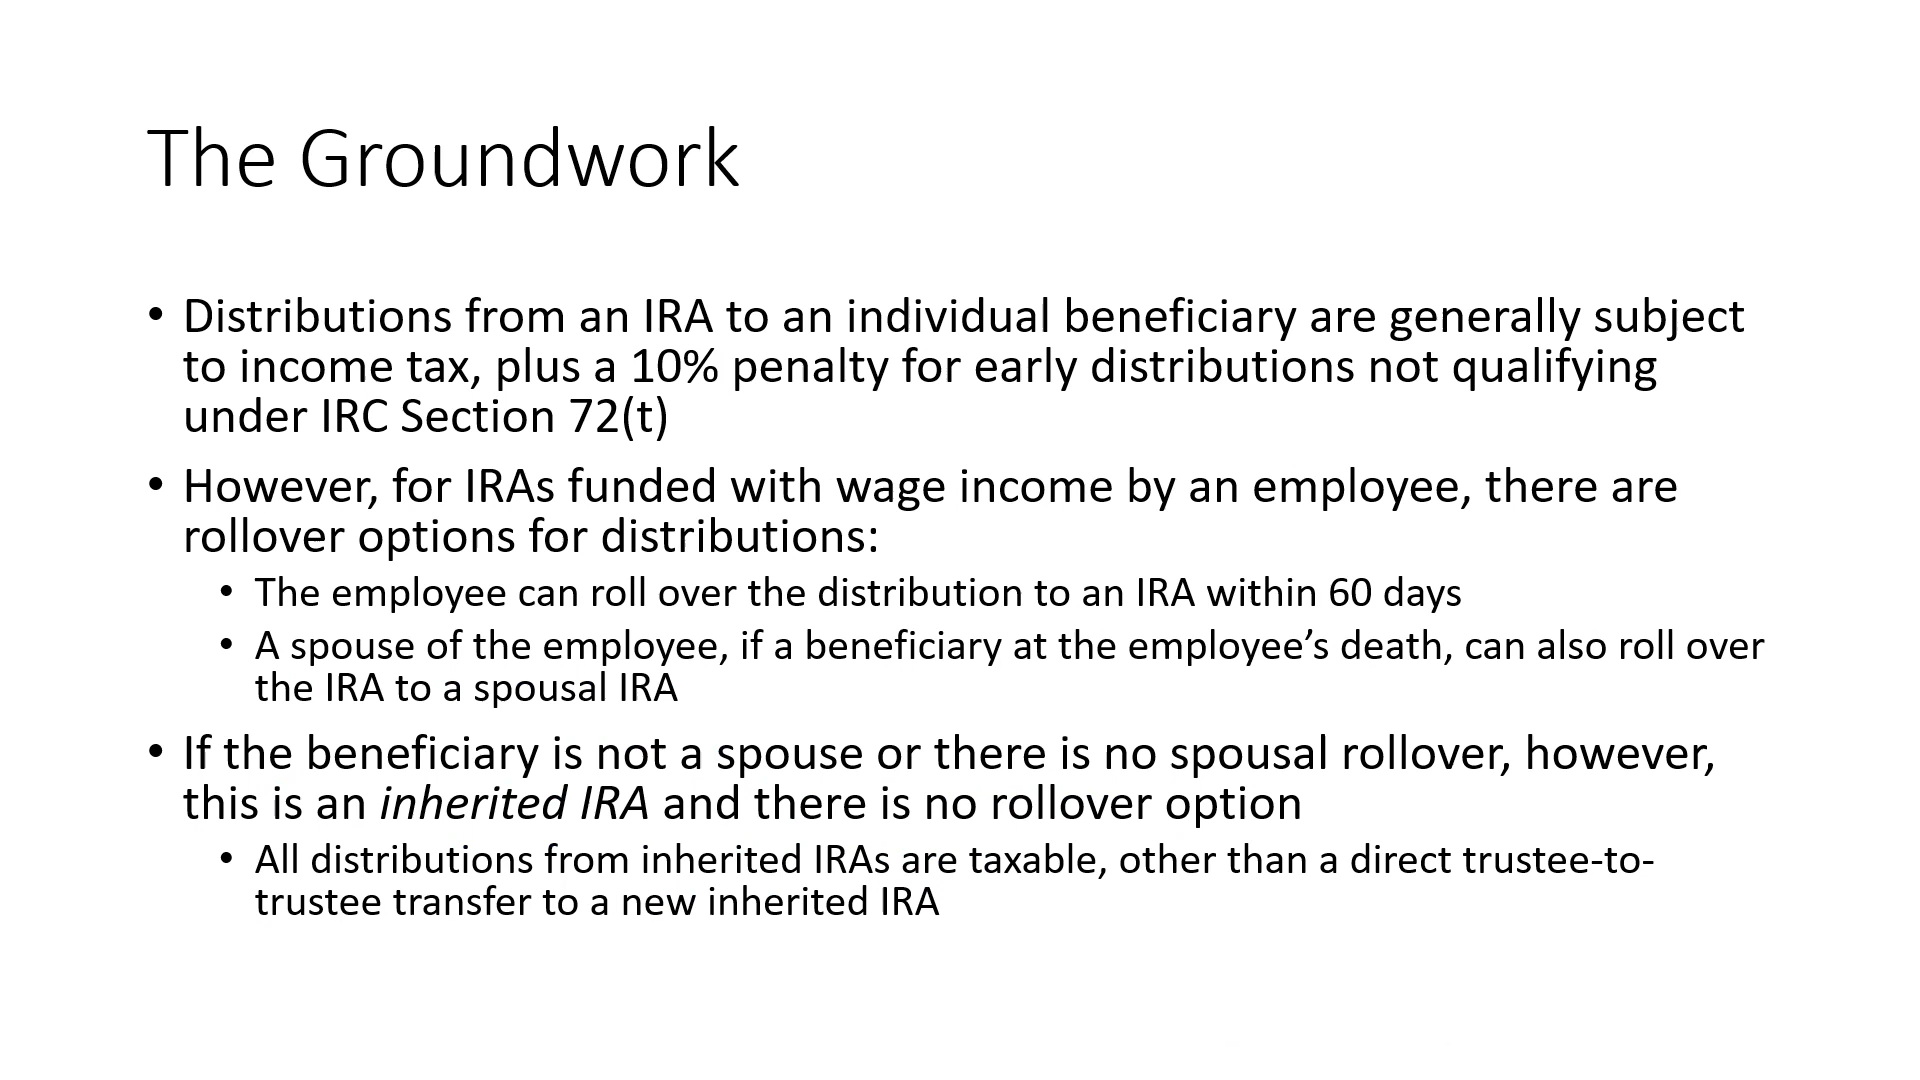 The Groundwork
• Distributions from an IRA to an individual beneficiary are generally subject
to income tax, plus a 10% penalty for early distributions not qualifying
under IRC Section 72(t)
• However, for IRAs funded with wage income by an employee, there are
rollover options for distributions:
• The employee can roll over the distribution to an IRA within 60 days
• A spouse of the employee, if a beneficiary at the employee’s death, can also roll over
the IRA to a spousal IRA
• If the beneficiary is not a spouse or there is no spousal rollover, however,
this is an inherited IRA and there is no rollover option
• All distributions from inherited IRAs are taxable, other than a direct trustee-to-
trustee transfer to a new inherited IRA